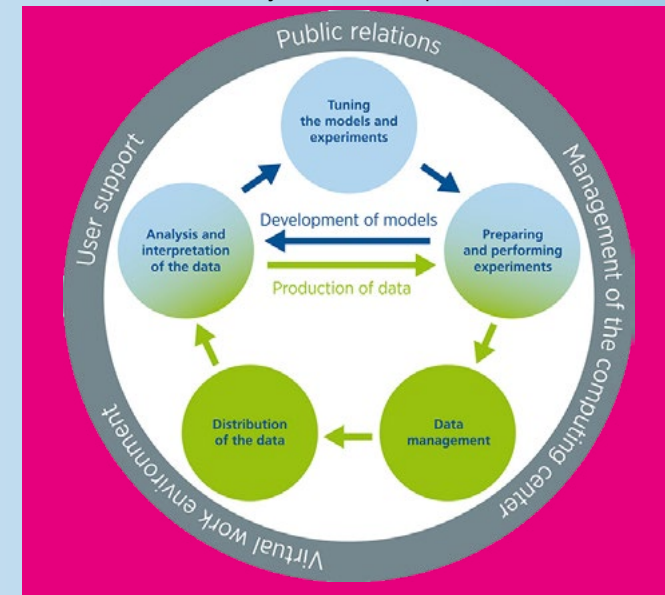 Public relations
User support
Management of the computing center
Virtual work environment
Tuning
the models and
experiments
Analysis and
interpretation
of the data
Development of models
Production of data
Preparing
and performing
experiments
Distribution
of the data
Data
management